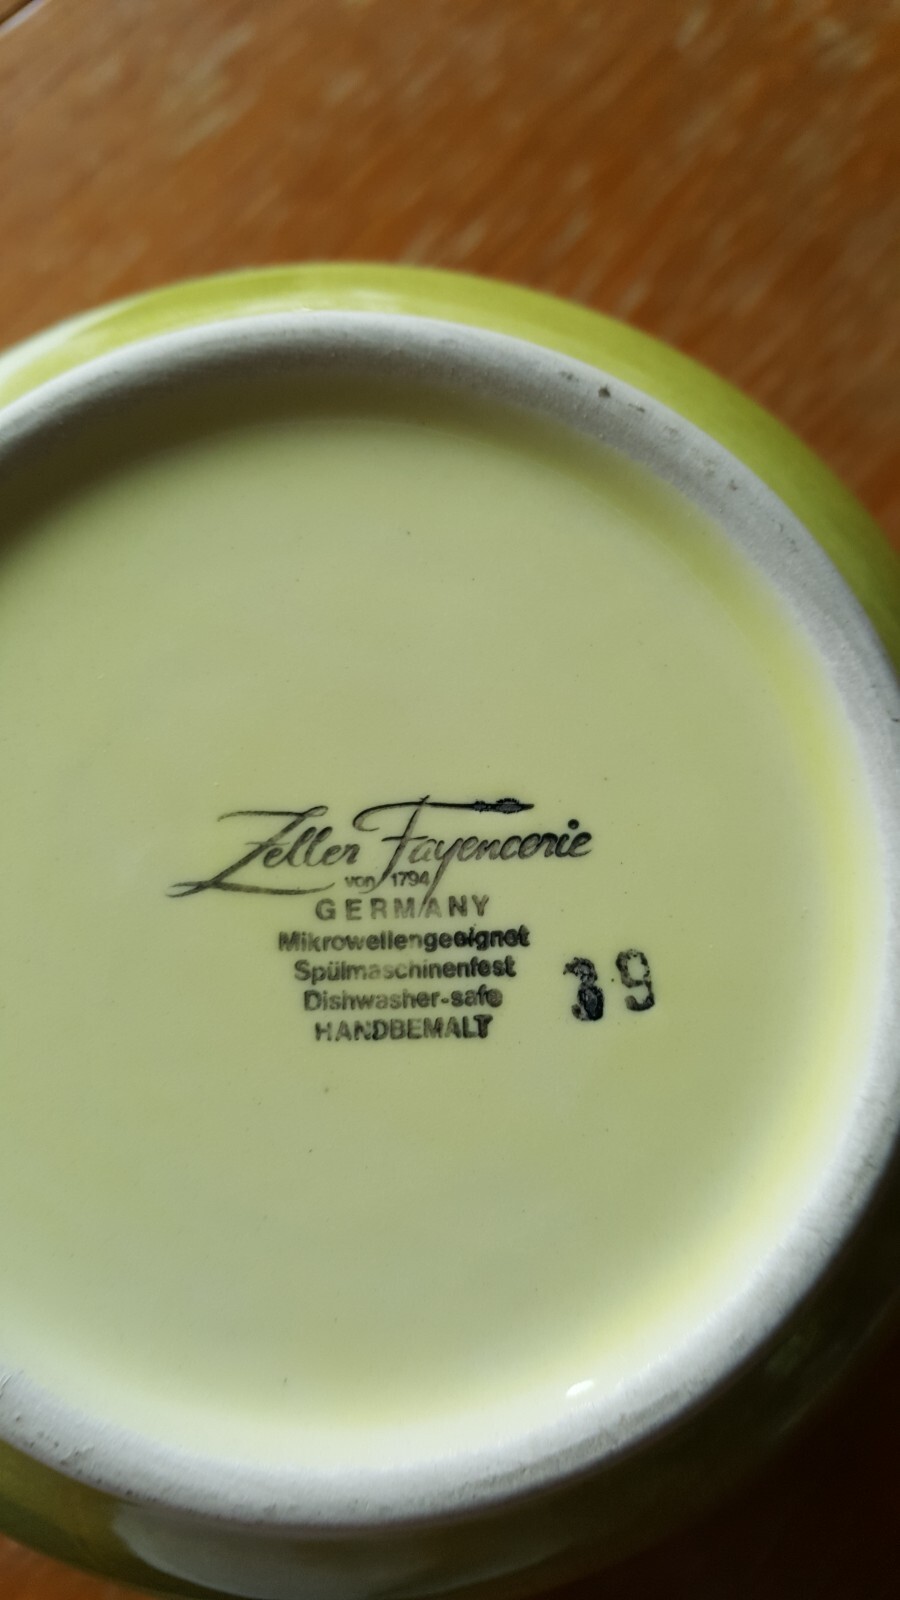 Zeller Fayencerie
von 1794
GERMANY
Mikrowellengeeignet
Spülmaschinenfest
Dishwasher-safe
HANDBEMALT
39